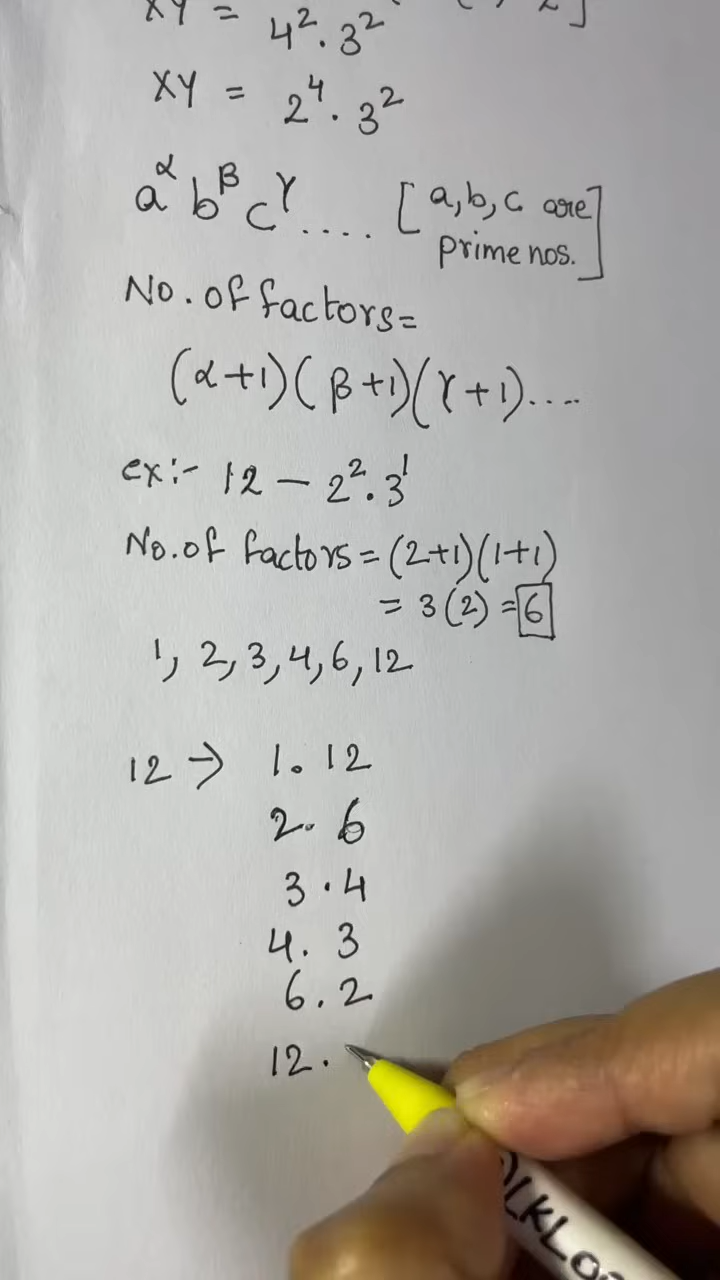 XY = 4². 3² ( , 2]
XY = 2⁴. 3²
a^α b^β c^γ .... [a,b,c are
prime nos.]
No. of factors=
(α+1)(β+1)(γ+1)....
ex:- 12 – 2². 3¹
No. of factors = (2+1)(1+1)
= 3(2) = 6
1, 2, 3, 4, 6, 12
12 → 1. 12
2. 6
3 . 4
4. 3
6. 2
12.